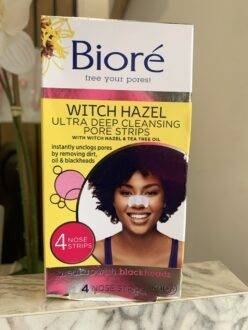 Bioré
free your pores!
WITCH HAZEL
ULTRA DEEP CLEANSING
PORE STRIPS
WITH WITCH HAZEL & TEA TREE OIL
instantly unclogs pores
by removing dirt,
oil & blackheads
4 NOSE
STRIPS
blackheads
4 NOSE STRIPS